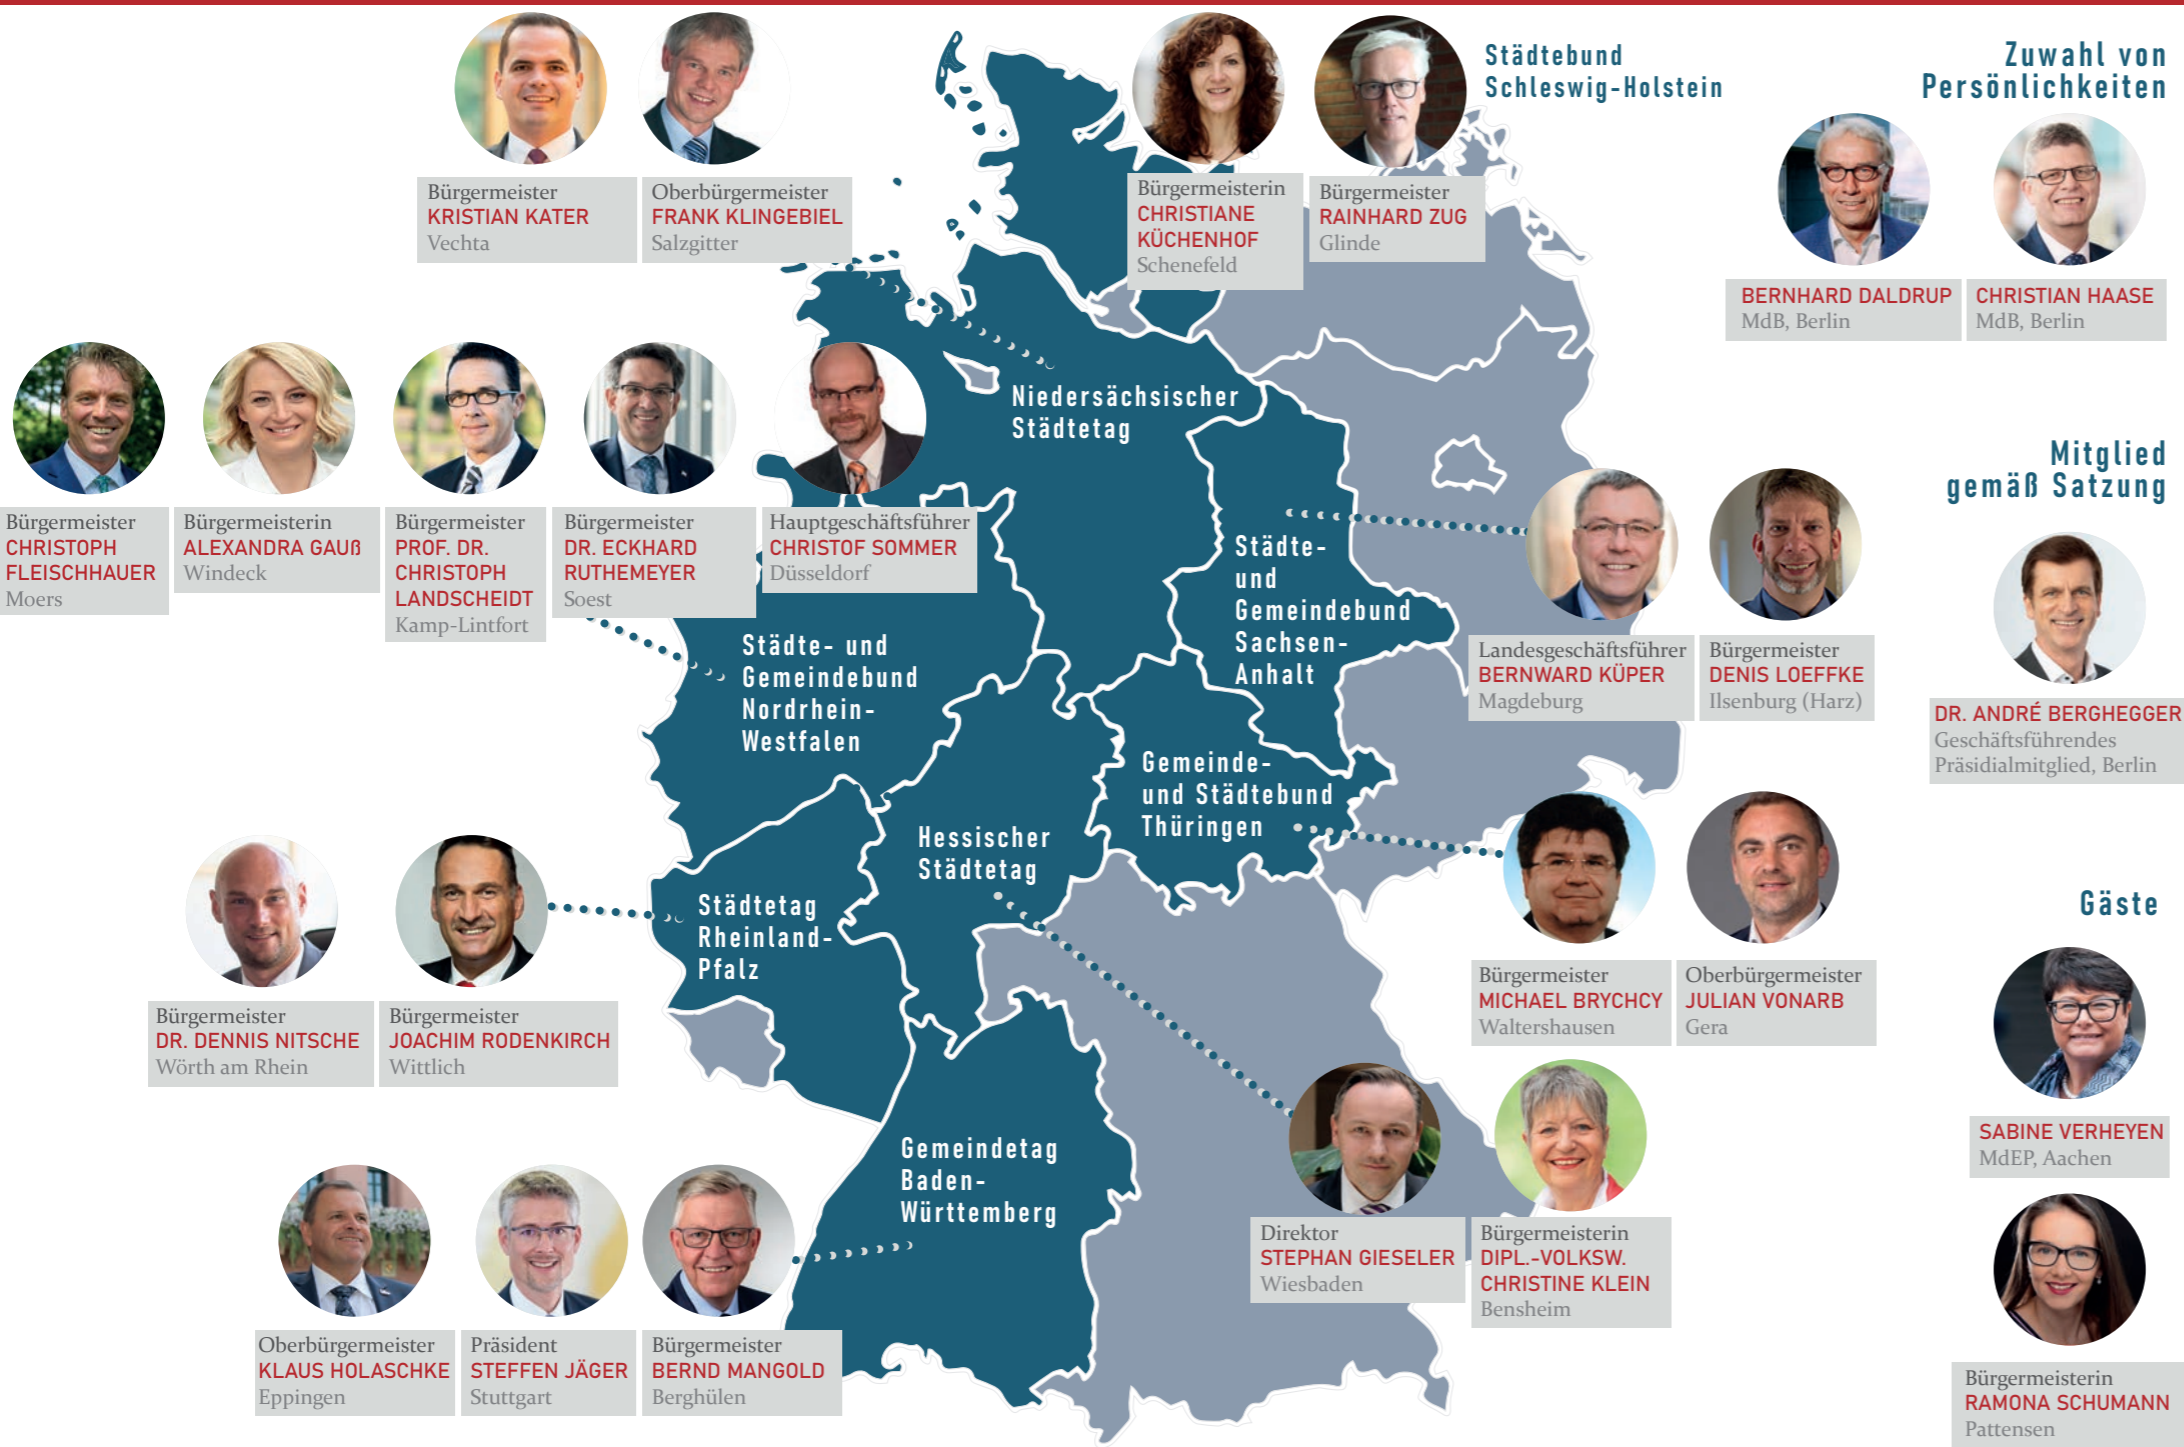 Bürgermeister
KRISTIAN KATER
Vechta
Oberbürgermeister
FRANK KLINGEBIEL
Salzgitter
Bürgermeisterin
CHRISTIANE
KÜCHENHOF
Schenefeld
Bürgermeister
RAINHARD ZUG
Glinde
Städtebund
Schleswig-Holstein
Zuwahl von
Persönlichkeiten
BERNHARD DALDRUP
MdB, Berlin
CHRISTIAN HAASE
MdB, Berlin
Niedersächsischer
Städtetag
Bürgermeister
CHRISTOPH
FLEISCHHAUER
Moers
Bürgermeisterin
ALEXANDRA GAUß
Windeck
Bürgermeister
PROF. DR.
CHRISTOPH
LANDSCHEIDT
Kamp-Lintfort
Bürgermeister
DR. ECKHARD
RUTHEMEYER
Soest
Hauptgeschäftsführer
CHRISTOF SOMMER
Düsseldorf
Städte- und
Gemeindebund
Nordrhein-
Westfalen
Städte-
und
Gemeindebund
Sachsen-
Anhalt
Landesgeschäftsführer
BERNWARD KÜPER
Magdeburg
Bürgermeister
DENIS LOEFFKE
Ilsenburg (Harz)
Mitglied
gemäß Satzung
DR. ANDRÉ BERGHEGGER
Geschäftsführendes
Präsidialmitglied, Berlin
Gemeinde-
und Städtebund
Thüringen
Hessischer
Städtetag
Städtetag
Rheinland-
Pfalz
Bürgermeister
DR. DENNIS NITSCHE
Wörth am Rhein
Bürgermeister
JOACHIM RODENKIRCH
Wittlich
Bürgermeister
MICHAEL BRYCHCY
Waltershausen
Oberbürgermeister
JULIAN VONARB
Gera
Gäste
SABINE VERHEYEN
MdEP, Aachen
Gemeindetag
Baden-
Württemberg
Direktor
STEPHAN GIESELER
Wiesbaden
Bürgermeisterin
DIPL.-VOLKSW.
CHRISTINE KLEIN
Bensheim
Oberbürgermeister
KLAUS HOLASCHKE
Eppingen
Präsident
STEFFEN JÄGER
Stuttgart
Bürgermeister
BERND MANGOLD
Berghülen
Bürgermeisterin
RAMONA SCHUMANN
Pattensen